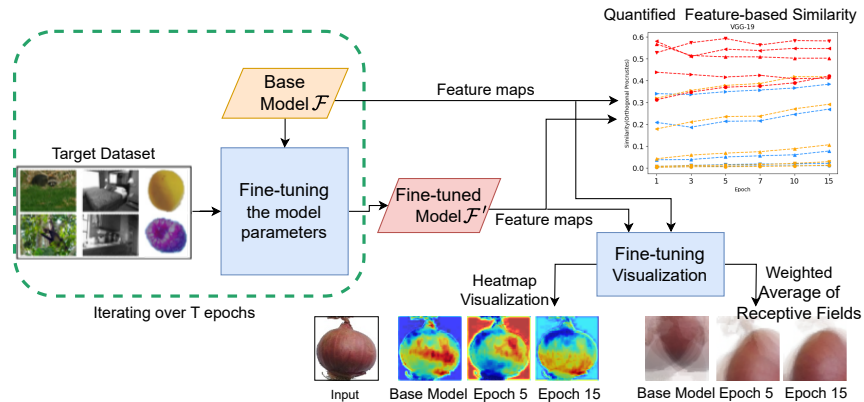 Quantified Feature-based Similarity
VGG-19
Similarity(Orthogonal Procrustes)
0.6
0.5
0.4
0.3
0.2
0.1
0.0
1 3 5 7 10 15
Epoch
Base
Model ℱ
Feature maps
Target Dataset
Fine-tuning
the model
parameters
Fine-tuned
Model ℱ'
Feature maps
Iterating over T epochs
Fine-tuning
Visualization
Heatmap
Visualization
Weighted
Average of
Receptive Fields
Input
Base Model Epoch 5 Epoch 15
Base Model Epoch 5 Epoch 15